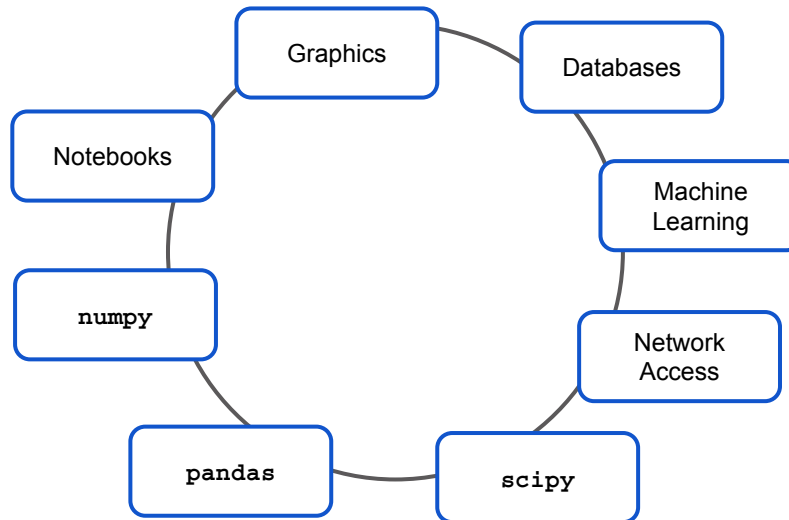 Graphics
Databases
Notebooks
Machine
Learning
numpy
Network
Access
pandas
scipy